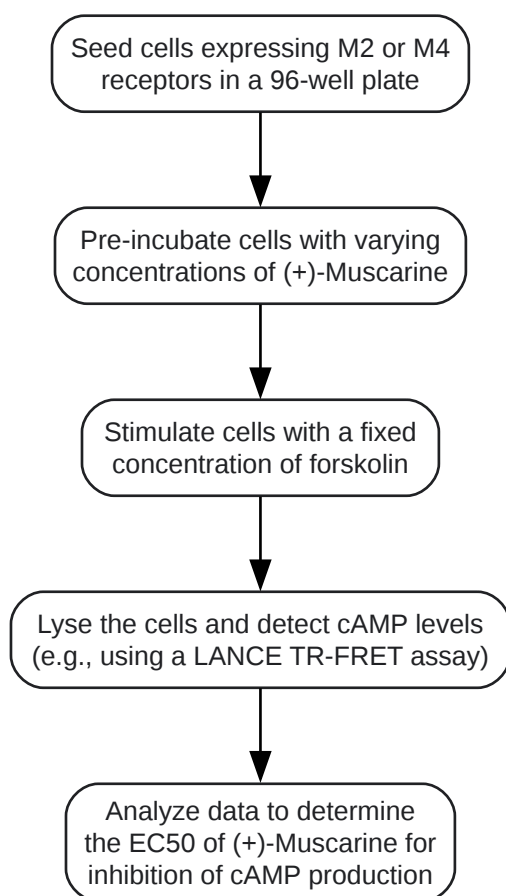 Seed cells expressing M2 or M4
receptors in a 96-well plate
Pre-incubate cells with varying
concentrations of (+)-Muscarine
Stimulate cells with a fixed
concentration of forskolin
Lyse the cells and detect cAMP levels
(e.g., using a LANCE TR-FRET assay)
Analyze data to determine
the EC50 of (+)-Muscarine for
inhibition of cAMP production